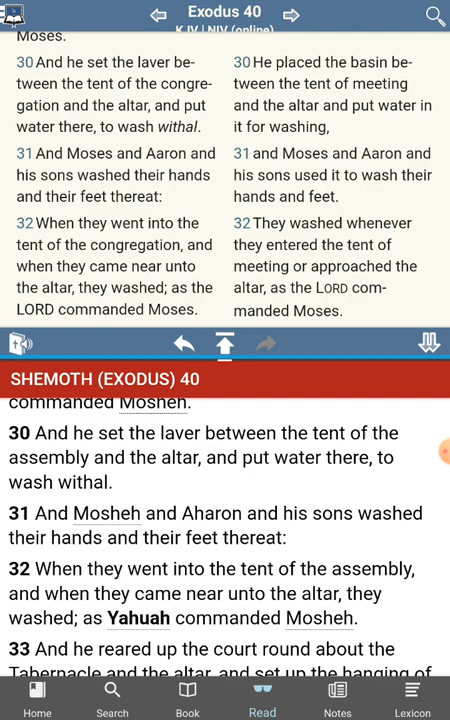 Exodus 40
KJV | NIV (online)
Moses.
30 And he set the laver be-
tween the tent of the congre-
gation and the altar, and put
water there, to wash withal.
31 And Moses and Aaron and
his sons washed their hands
and their feet thereat:
32 When they went into the
tent of the congregation, and
when they came near unto
the altar, they washed; as the
LORD commanded Moses.
30 He placed the basin be-
tween the tent of meeting
and the altar and put water in
it for washing,
31 and Moses and Aaron and
his sons used it to wash their
hands and feet.
32 They washed whenever
they entered the tent of
meeting or approached the
altar, as the LORD com-
manded Moses.
SHEMOTH (EXODUS) 40
commanded Mosheh.
30 And he set the laver between the tent of the
assembly and the altar, and put water there, to
wash withal.
31 And Mosheh and Aharon and his sons washed
their hands and their feet thereat:
32 When they went into the tent of the assembly,
and when they came near unto the altar, they
washed; as Yahuah commanded Mosheh.
33 And he reared up the court round about the
Tabernacle and the altar, and set up the hanging of
Home
Search
Book
Read
Notes
Lexicon